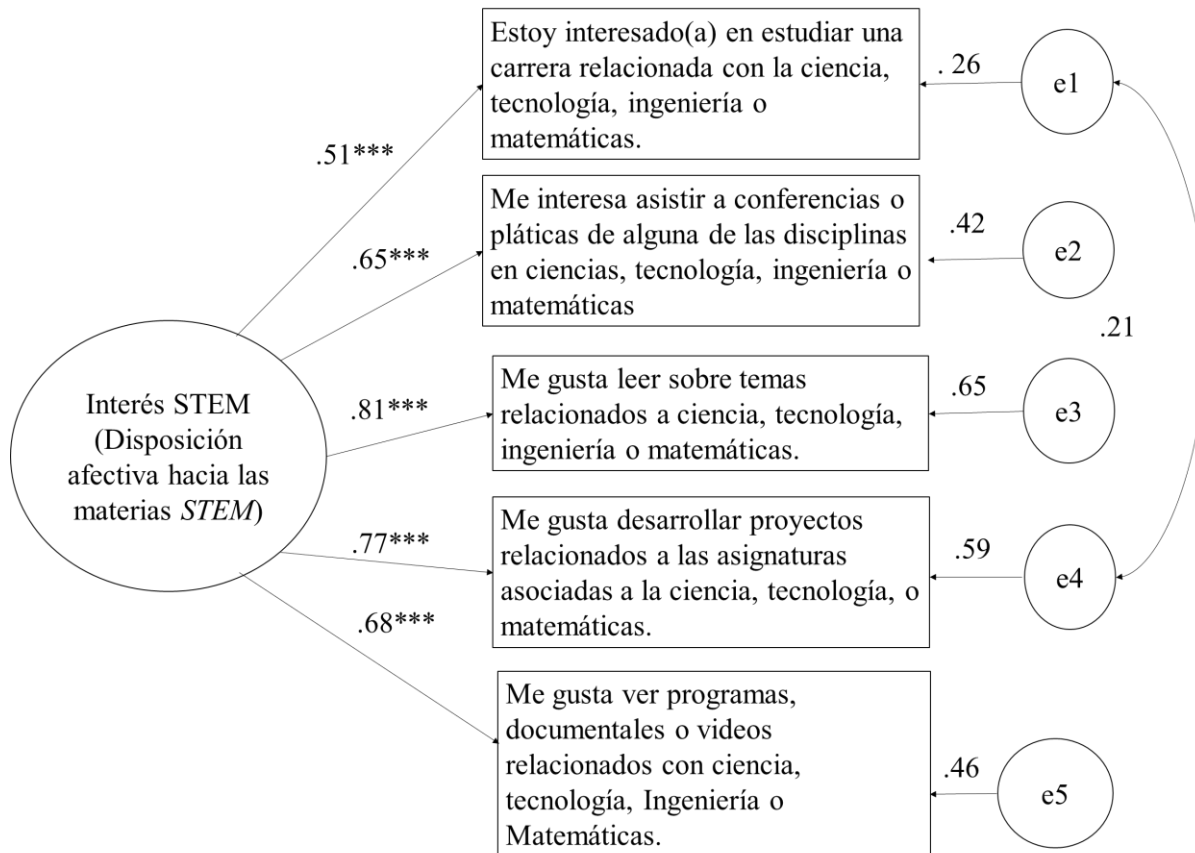 Estoy interesado(a) en estudiar una
carrera relacionada con la ciencia,
tecnología, ingeniería o
matemáticas.
. 26
e1
.51***
Me interesa asistir a conferencias o
pláticas de alguna de las disciplinas
en ciencias, tecnología, ingeniería o
matemáticas
.42
e2
.65***
.21
Interés STEM
(Disposición
afectiva hacia las
materias STEM)
.81***
Me gusta leer sobre temas
relacionados a ciencia, tecnología,
ingeniería o matemáticas.
.65
e3
.77***
Me gusta desarrollar proyectos
relacionados a las asignaturas
asociadas a la ciencia, tecnología, o
matemáticas.
.59
e4
.68***
Me gusta ver programas,
documentales o videos
relacionados con ciencia,
tecnología, Ingeniería o
Matemáticas.
.46
e5